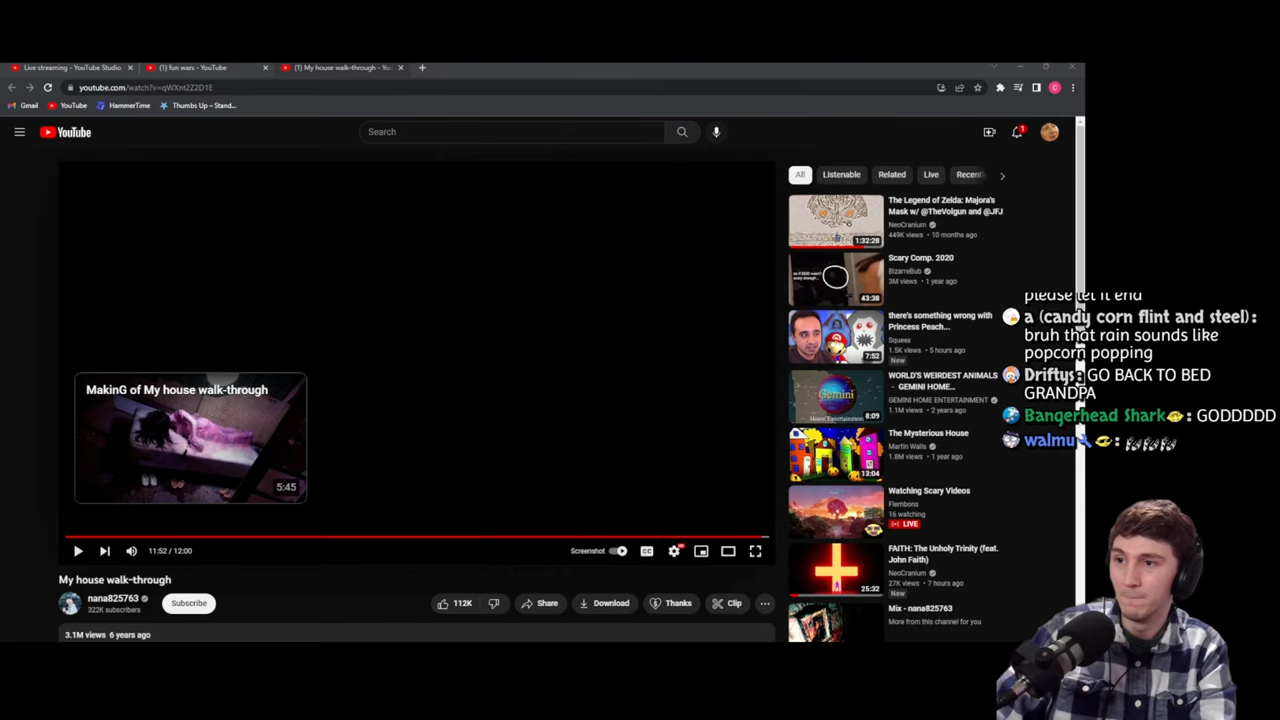 Live streaming - YouTube Studio
(1) fun wars - YouTube
(1) My house walk-through - You
youtube.com/watch?v=qWXnt2Z2D1E
Gmail
YouTube
HammerTime
Thumbs Up – Stand...
YouTube
Search
1
All
Listenable
Related
Live
Recent
The Legend of Zelda: Majora's
Mask w/ @TheVolgun and @JFJ
NeoCranium
449K views • 10 months ago
1:32:28
Scary Comp. 2020
BizarreBub
3M views • 1 year ago
43:38
there's something wrong with
Princess Peach...
Squeex
1.5K views • 5 hours ago
New
7:52
WORLD'S WEIRDEST ANIMALS
- GEMINI HOME...
GEMINI HOME ENTERTAINMENT
1.1M views • 2 years ago
Gemini
8:09
The Mysterious House
Martin Walls
1.8M views • 1 year ago
13:04
Watching Scary Videos
Flembons
16 watching
LIVE
FAITH: The Unholy Trinity (feat.
John Faith)
NeoCranium
27K views • 7 hours ago
New
25:32
Mix - nana825763
More from this channel for you
MakinG of My house walk-through
5:45
11:52 / 12:00
Screenshot
CC
My house walk-through
nana825763
322K subscribers
Subscribe
112K
Share
Download
Thanks
Clip
3.1M views 6 years ago
please let it end
a (candy corn flint and steel):
bruh that rain sounds like
popcorn popping
Driftys: GO BACK TO BED
GRANDPA
Bangerhead Shark: GODDDDD
walmu: